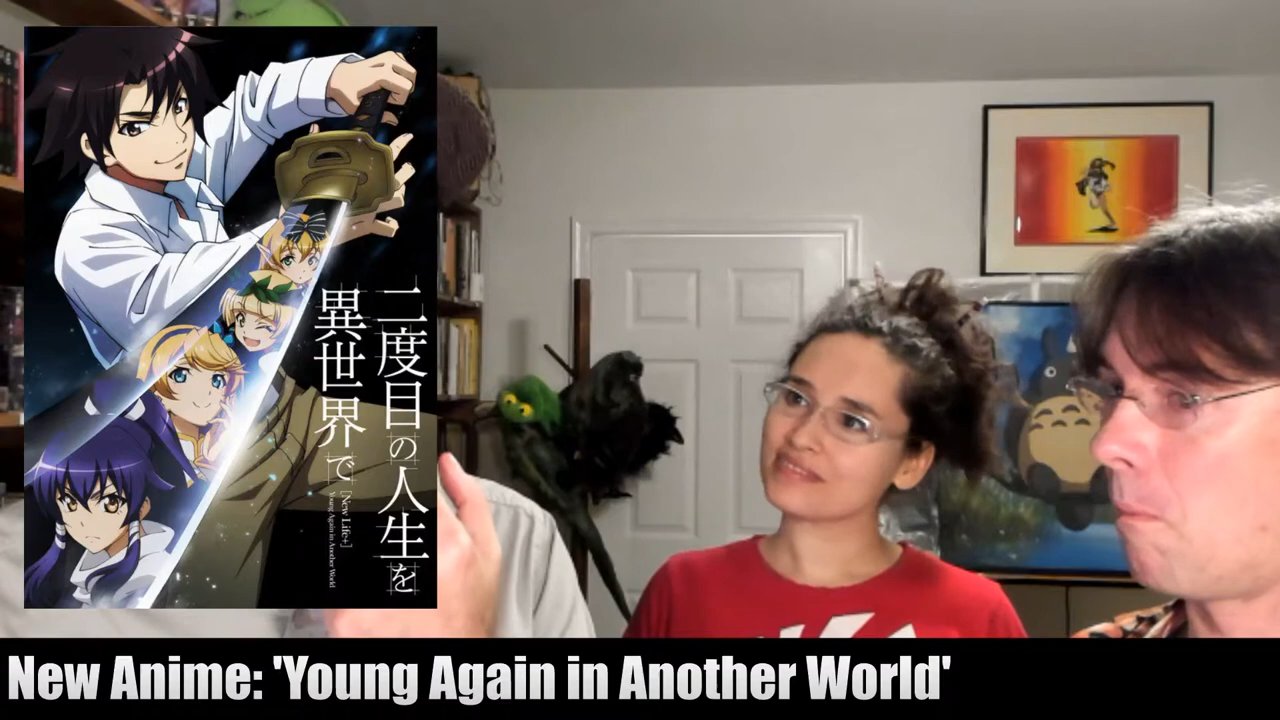 二度目の人生を
異世界で
[New Life+]
Young Again in Another World
New Anime: 'Young Again in Another World'